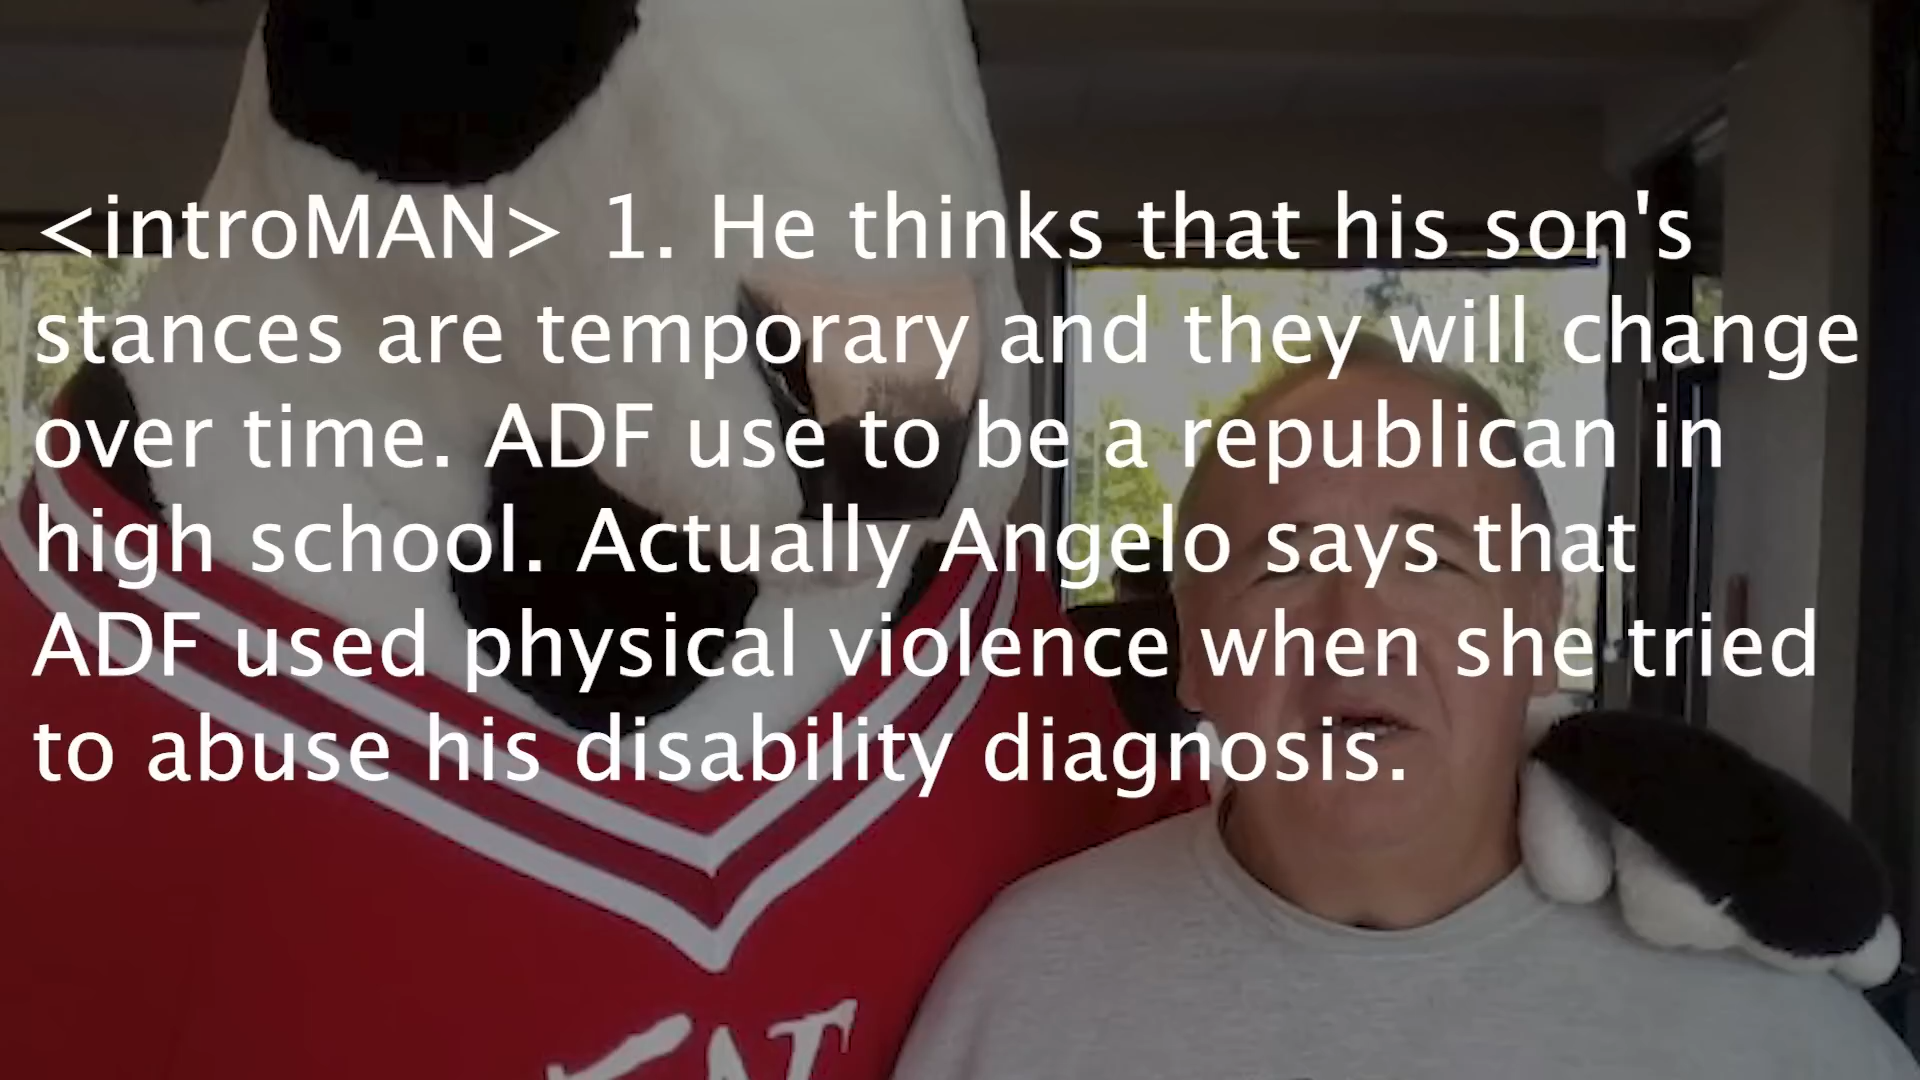 <introMAN> 1. He thinks that his son's
stances are temporary and they will change
over time. ADF use to be a republican in
high school. Actually Angelo says that
ADF used physical violence when she tried
to abuse his disability diagnosis.